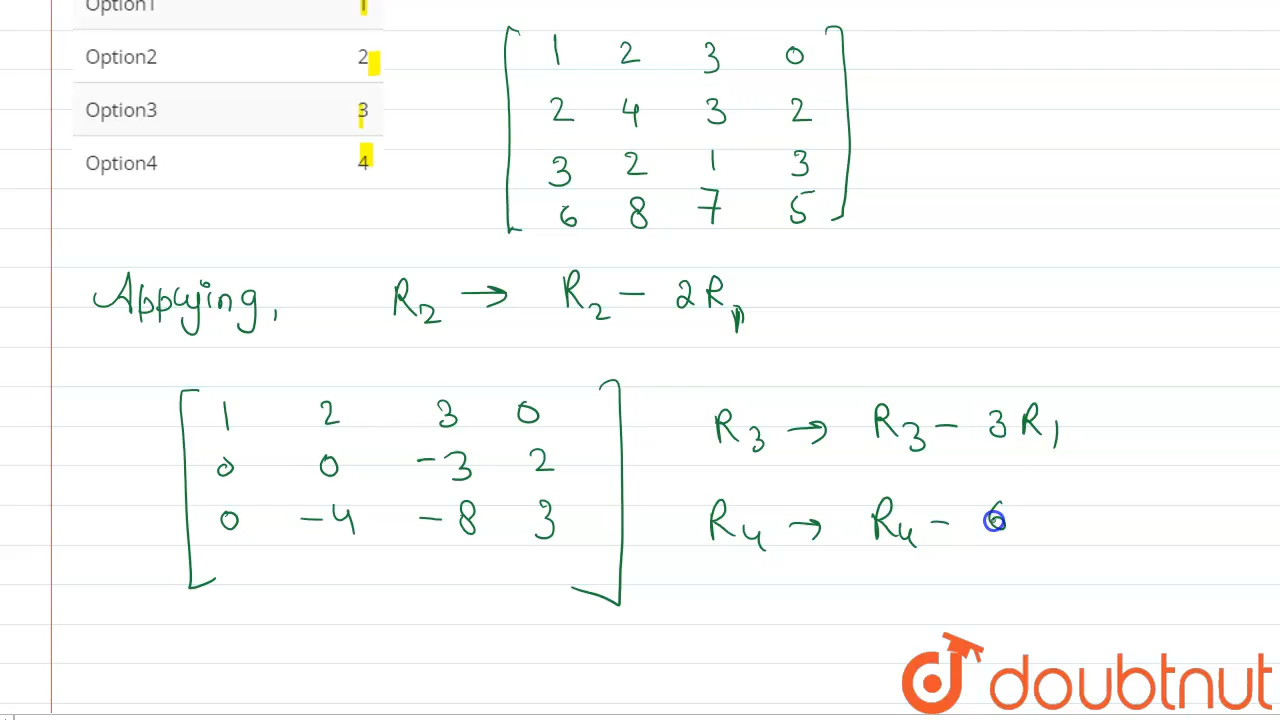 Option1 1
Option2 2
Option3 3
Option4 4
1 2 3 0
2 4 3 2
3 2 1 3
6 8 7 5
Appying, R2 → R2 - 2R1
1 2 3 0
0 0 -3 2
0 -4 -8 3
R3 → R3 - 3R1
R4 → R4 - 6
doubtnut